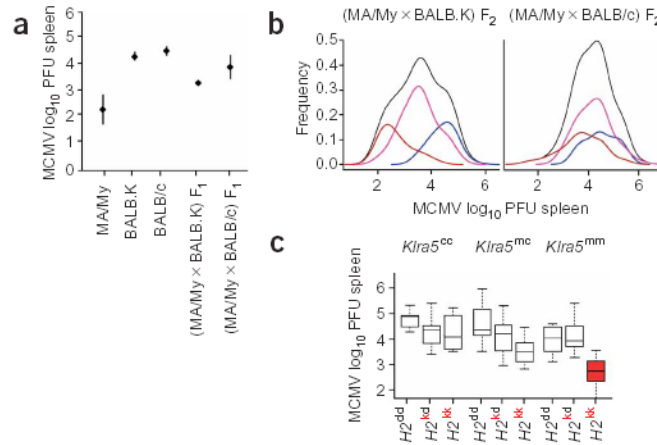 a
MCMV log10 PFU spleen
6
5
4
3
2
1
0
MA/My
BALB.K
BALB/c
(MA/My × BALB.K) F1
(MA/My × BALB/c) F1
b
(MA/My × BALB.K) F2
(MA/My × BALB/c) F2
Frequency
0.5
0.4
0.3
0.2
0.1
0.0
2 4 6
2 4 6
MCMV log10 PFU spleen
c
Klra5cc Klra5mc Klra5mm
MCMV log10 PFU spleen
6
5
4
3
2
H2dd
H2kd
H2kk
H2dd
H2kd
H2kk
H2dd
H2kd
H2kk